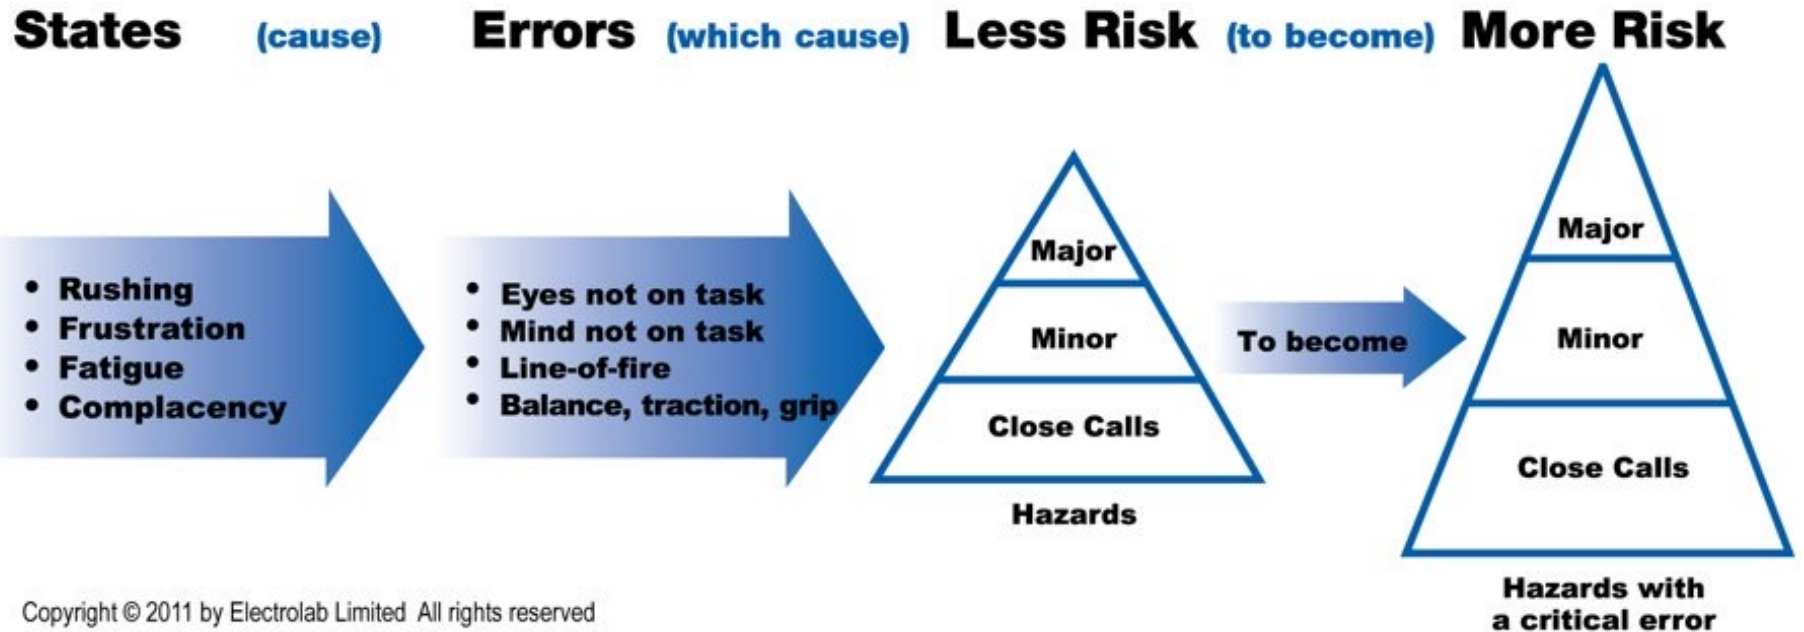 States (cause) Errors (which cause) Less Risk (to become) More Risk
• Rushing
• Frustration
• Fatigue
• Complacency
• Eyes not on task
• Mind not on task
• Line-of-fire
• Balance, traction, grip
Major
Minor
Close Calls
Hazards
To become
Major
Minor
Close Calls
Hazards with
a critical error
Copyright © 2011 by Electrolab Limited All rights reserved